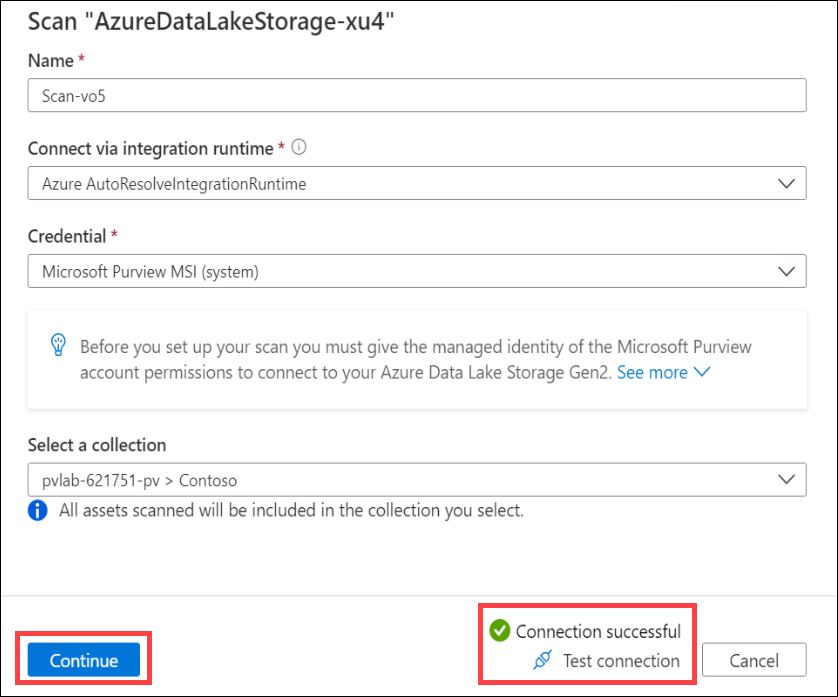 Scan "AzureDataLakeStorage-xu4"
Name *
Scan-vo5
Connect via integration runtime *
Azure AutoResolveIntegrationRuntime
Credential *
Microsoft Purview MSI (system)
Before you set up your scan you must give the managed identity of the Microsoft Purview
account permissions to connect to your Azure Data Lake Storage Gen2. See more
Select a collection
pvlab-621751-pv > Contoso
All assets scanned will be included in the collection you select.
Connection successful
Continue
Test connection
Cancel